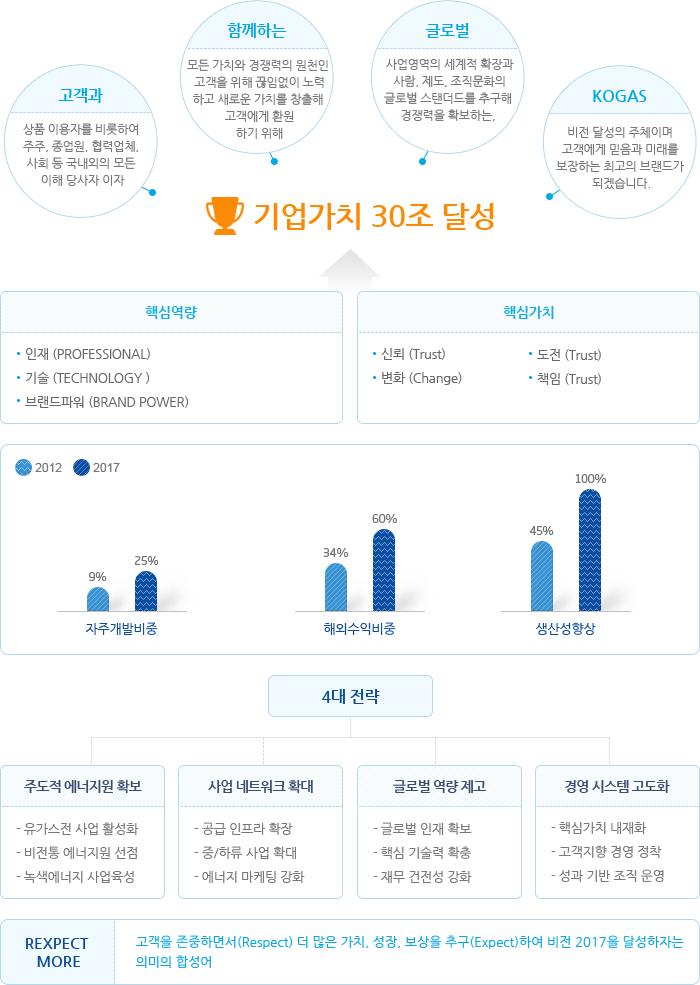 고객과
상품 이용자를 비롯하여
주주, 종업원, 협력업체,
사회 등 국내외의 모든
이해 당사자 이자
함께하는
모든 가치와 경쟁력의 원천인
고객을 위해 끊임없이 노력
하고 새로운 가치를 창출해
고객에게 환원
하기 위해
글로벌
사업영역의 세계적 확장과
사람, 제도, 조직문화의
글로벌 스탠더드를 추구해
경쟁력을 확보하는,
KOGAS
비전 달성의 주체이며
고객에게 믿음과 미래를
보장하는 최고의 브랜드가
되겠습니다.
기업가치 30조 달성
핵심역량
• 인재 (PROFESSIONAL)
• 기술 (TECHNOLOGY )
• 브랜드파워 (BRAND POWER)
핵심가치
• 신뢰 (Trust)
• 도전 (Trust)
• 변화 (Change)
• 책임 (Trust)
2012 2017
9% 25%
자주개발비중
34% 60%
해외수익비중
45% 100%
생산성향상
4대 전략
주도적 에너지원 확보
- 유가스전 사업 활성화
- 비전통 에너지원 선점
- 녹색에너지 사업육성
사업 네트워크 확대
- 공급 인프라 확장
- 중/하류 사업 확대
- 에너지 마케팅 강화
글로벌 역량 제고
- 글로벌 인재 확보
- 핵심 기술력 확충
- 재무 건전성 강화
경영 시스템 고도화
- 핵심가치 내재화
- 고객지향 경영 정착
- 성과 기반 조직 운영
REXPECT
MORE
고객을 존중하면서(Respect) 더 많은 가치, 성장, 보상을 추구(Expect)하여 비전 2017을 달성하자는
의미의 합성어